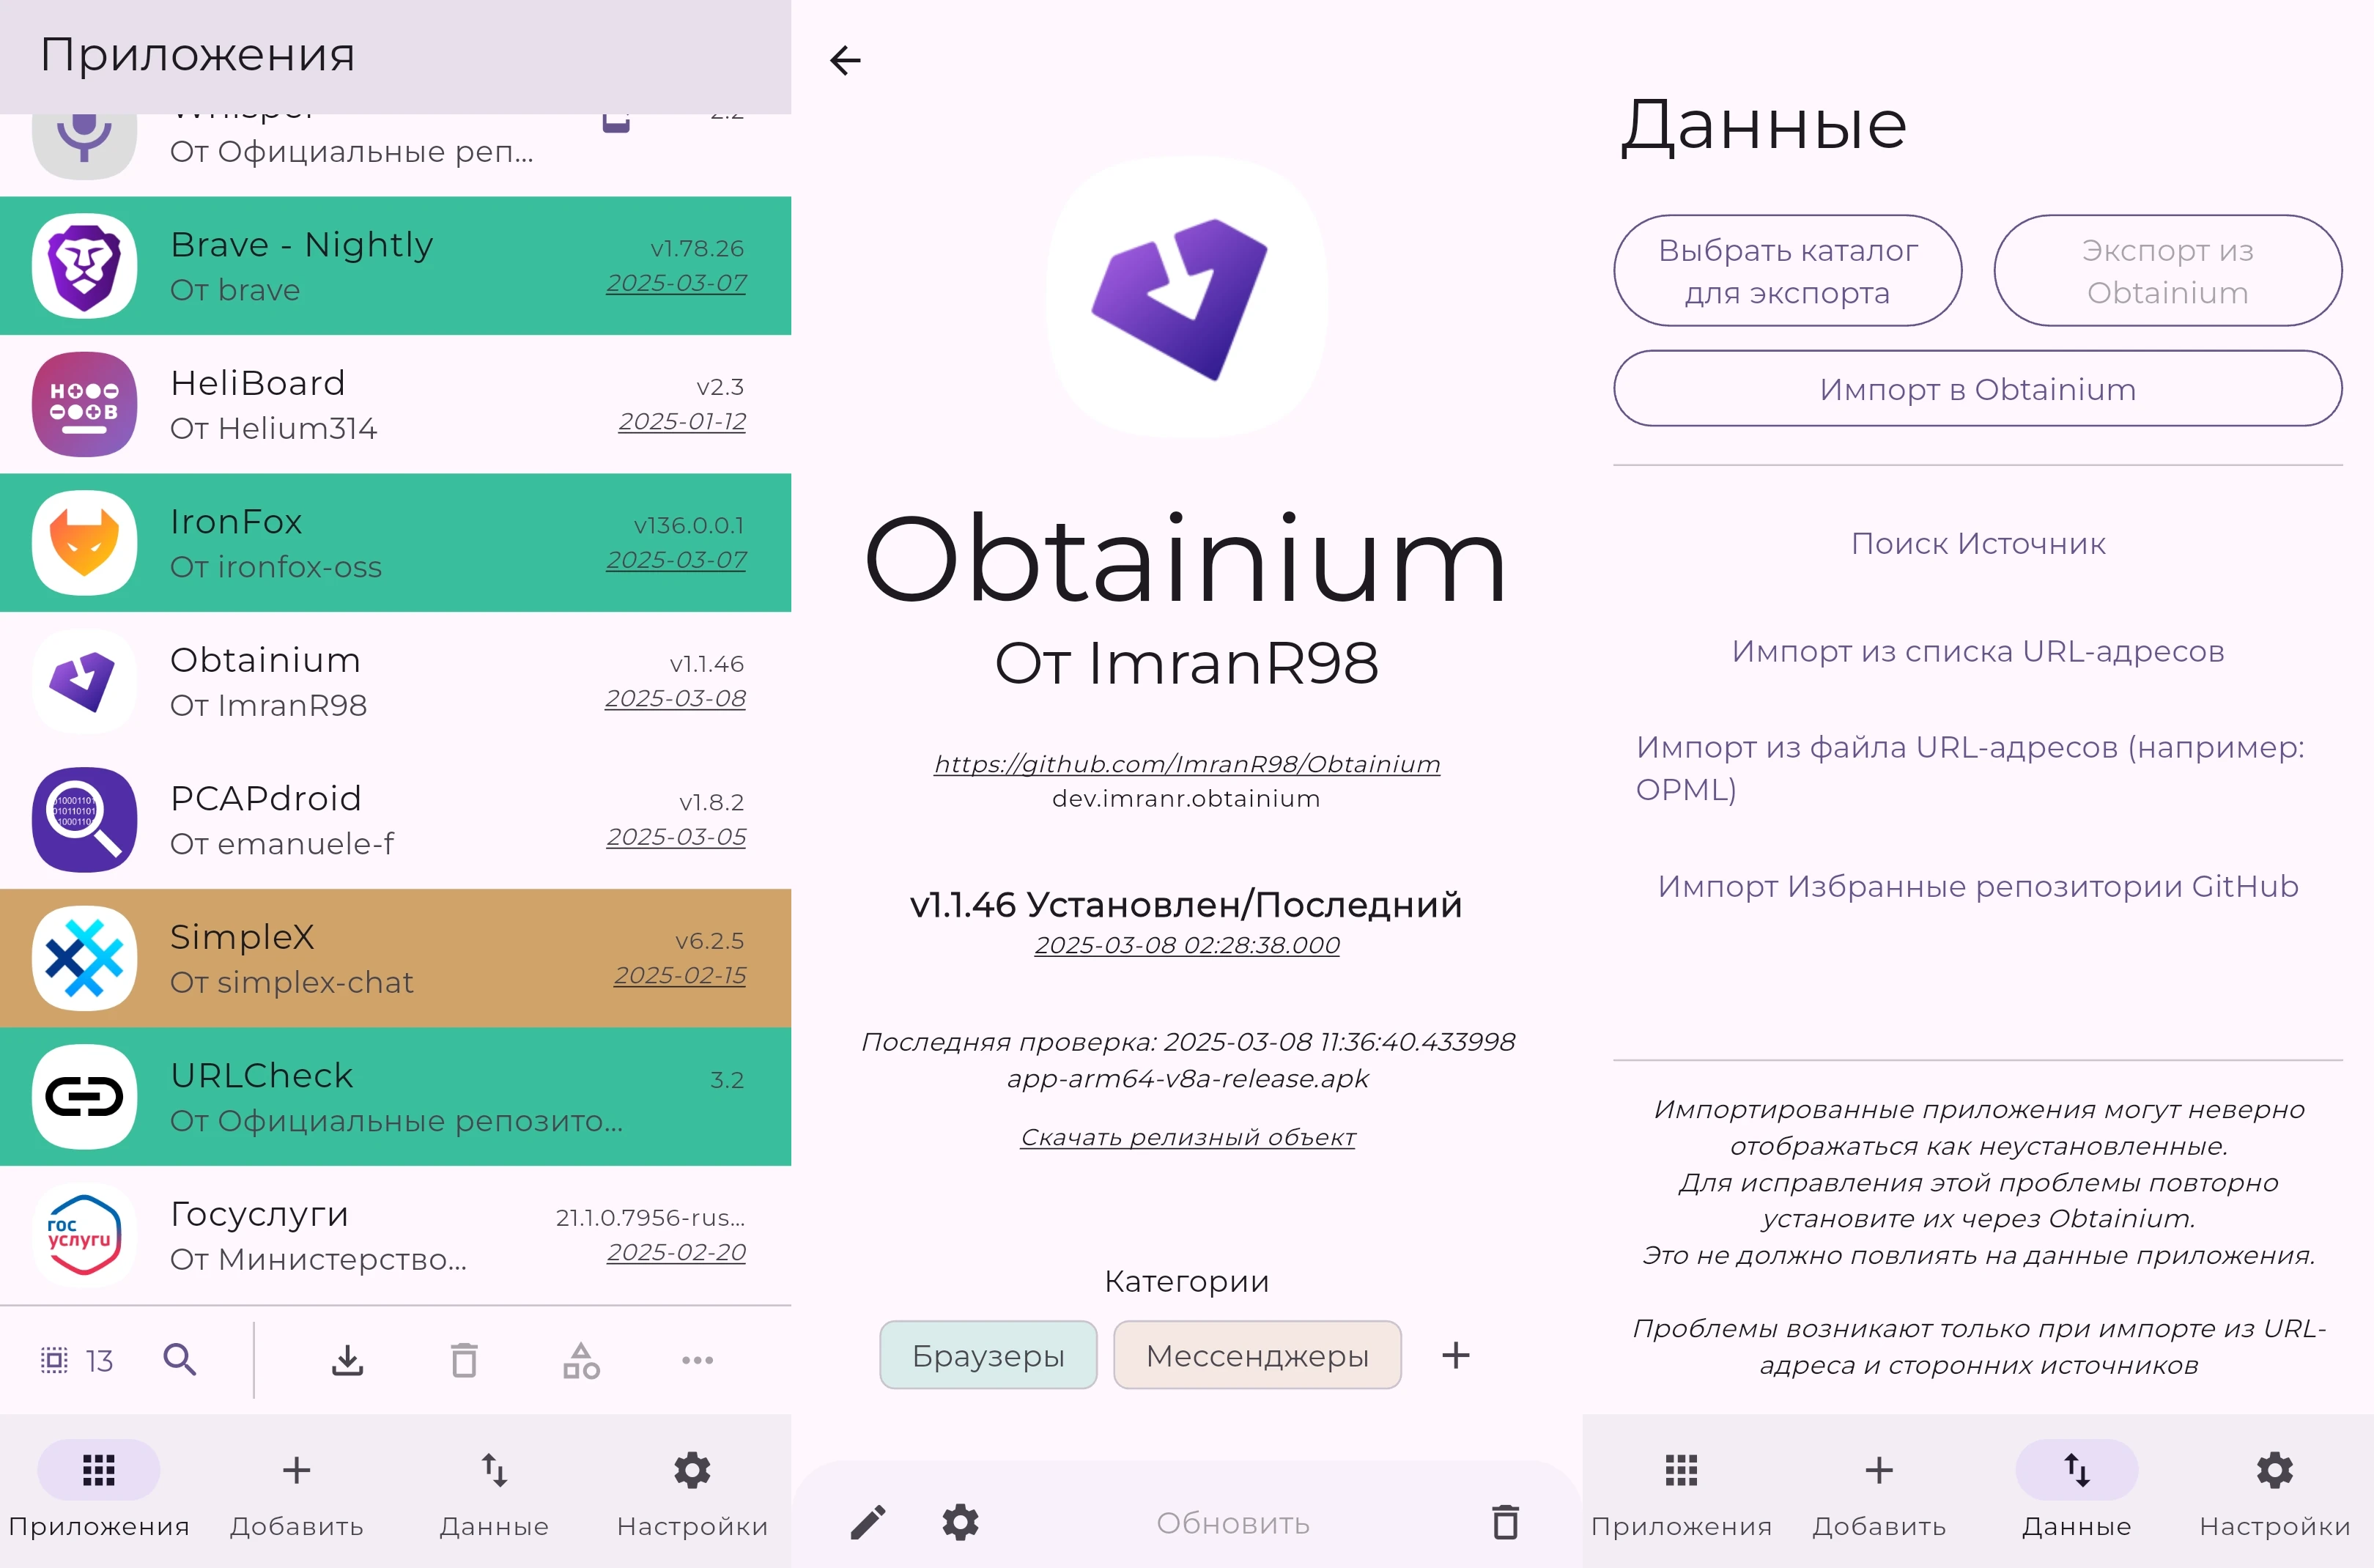 Приложения
Whisper
2.2
От Официальные реп...
Brave - Nightly
v1.78.26
От brave
2025-03-07
HeliBoard
v2.3
От Helium314
2025-01-12
IronFox
v136.0.0.1
От ironfox-oss
2025-03-07
Obtainium
v1.1.46
От ImranR98
2025-03-08
PCAPdroid
v1.8.2
От emanuele-f
2025-03-05
SimpleX
v6.2.5
От simplex-chat
2025-02-15
URLCheck
3.2
От Официальные репозито...
гос
услуги
Госуслуги
21.1.0.7956-rus...
От Министерство...
2025-02-20
13
Приложения
Добавить
Данные
Настройки
Obtainium
От ImranR98
https://github.com/ImranR98/Obtainium
dev.imranr.obtainium
v1.1.46 Установлен/Последний
2025-03-08 02:28:38.000
Последняя проверка: 2025-03-08 11:36:40.433998
app-arm64-v8a-release.apk
Скачать релизный объект
Категории
Браузеры
Мессенджеры
Обновить
Данные
Выбрать каталог
для экспорта
Экспорт из
Obtainium
Импорт в Obtainium
Поиск Источник
Импорт из списка URL-адресов
Импорт из файла URL-адресов (например:
OPML)
Импорт Избранные репозитории GitHub
Импортированные приложения могут неверно
отображаться как неустановленные.
Для исправления этой проблемы повторно
установите их через Obtainium.
Это не должно повлиять на данные приложения.
Проблемы возникают только при импорте из URL-
адреса и сторонних источников
Приложения
Добавить
Данные
Настройки